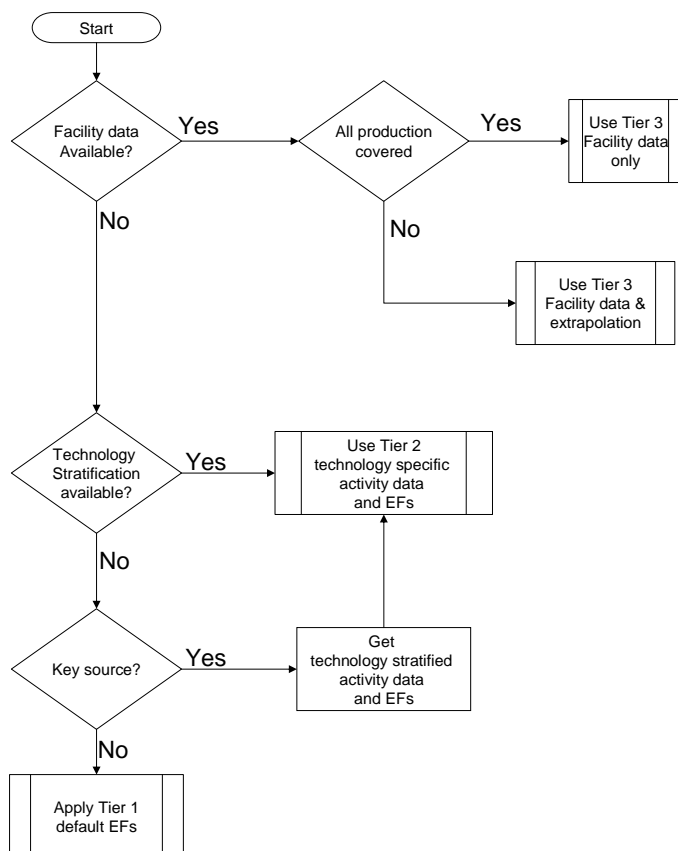 Start
Facility data
Available?
Yes
All production
covered
Yes
Use Tier 3
Facility data
only
No
No
Use Tier 3
Facility data &
extrapolation
Technology
Stratification
available?
Yes
Use Tier 2
technology specific
activity data
and EFs
No
Key source?
Yes
Get
technology stratified
activity data
and EFs
No
Apply Tier 1
default EFs